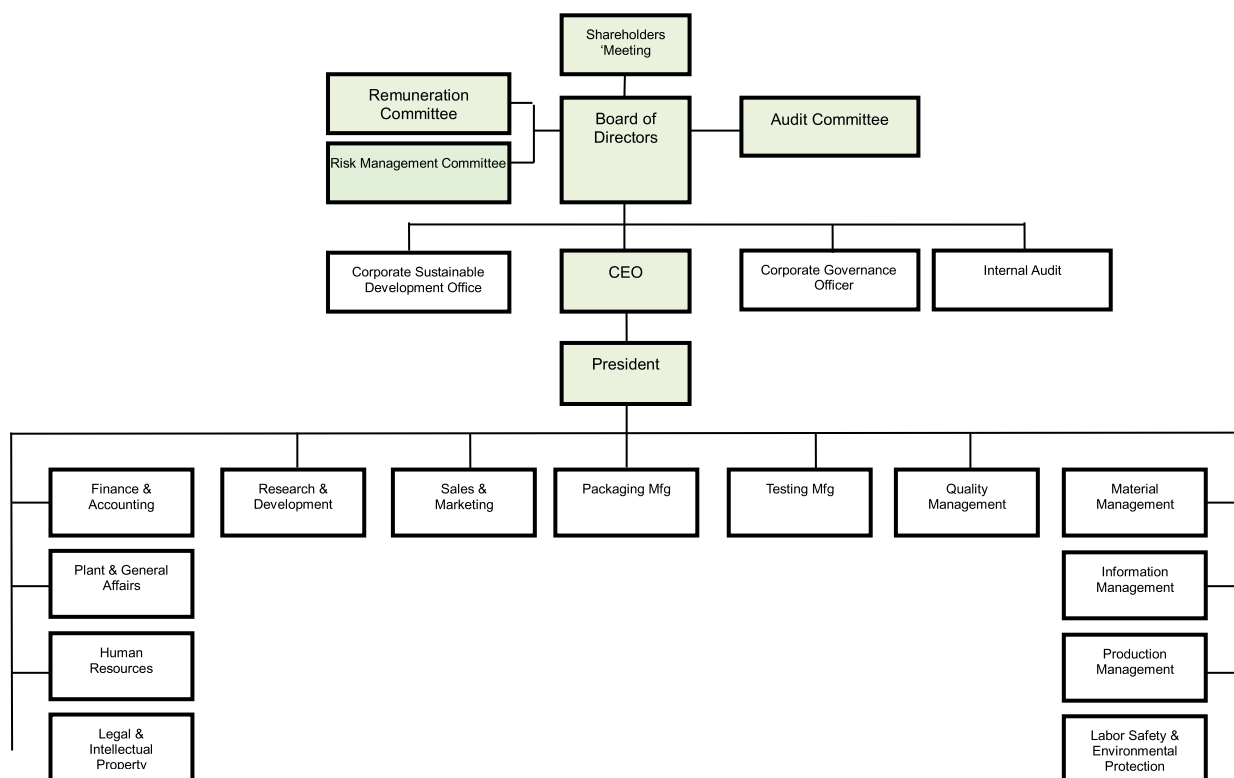 Shareholders
‘Meeting
Remuneration
Committee
Board of
Directors
Audit Committee
Risk Management Committee
Corporate Sustainable
Development Office
CEO
Corporate Governance
Officer
Internal Audit
President
Finance &
Accounting
Research &
Development
Sales &
Marketing
Packaging Mfg
Testing Mfg
Quality
Management
Material
Management
Plant & General
Affairs
Information
Management
Human
Resources
Production
Management
Legal &
Intellectual
Property
Labor Safety &
Environmental
Protection